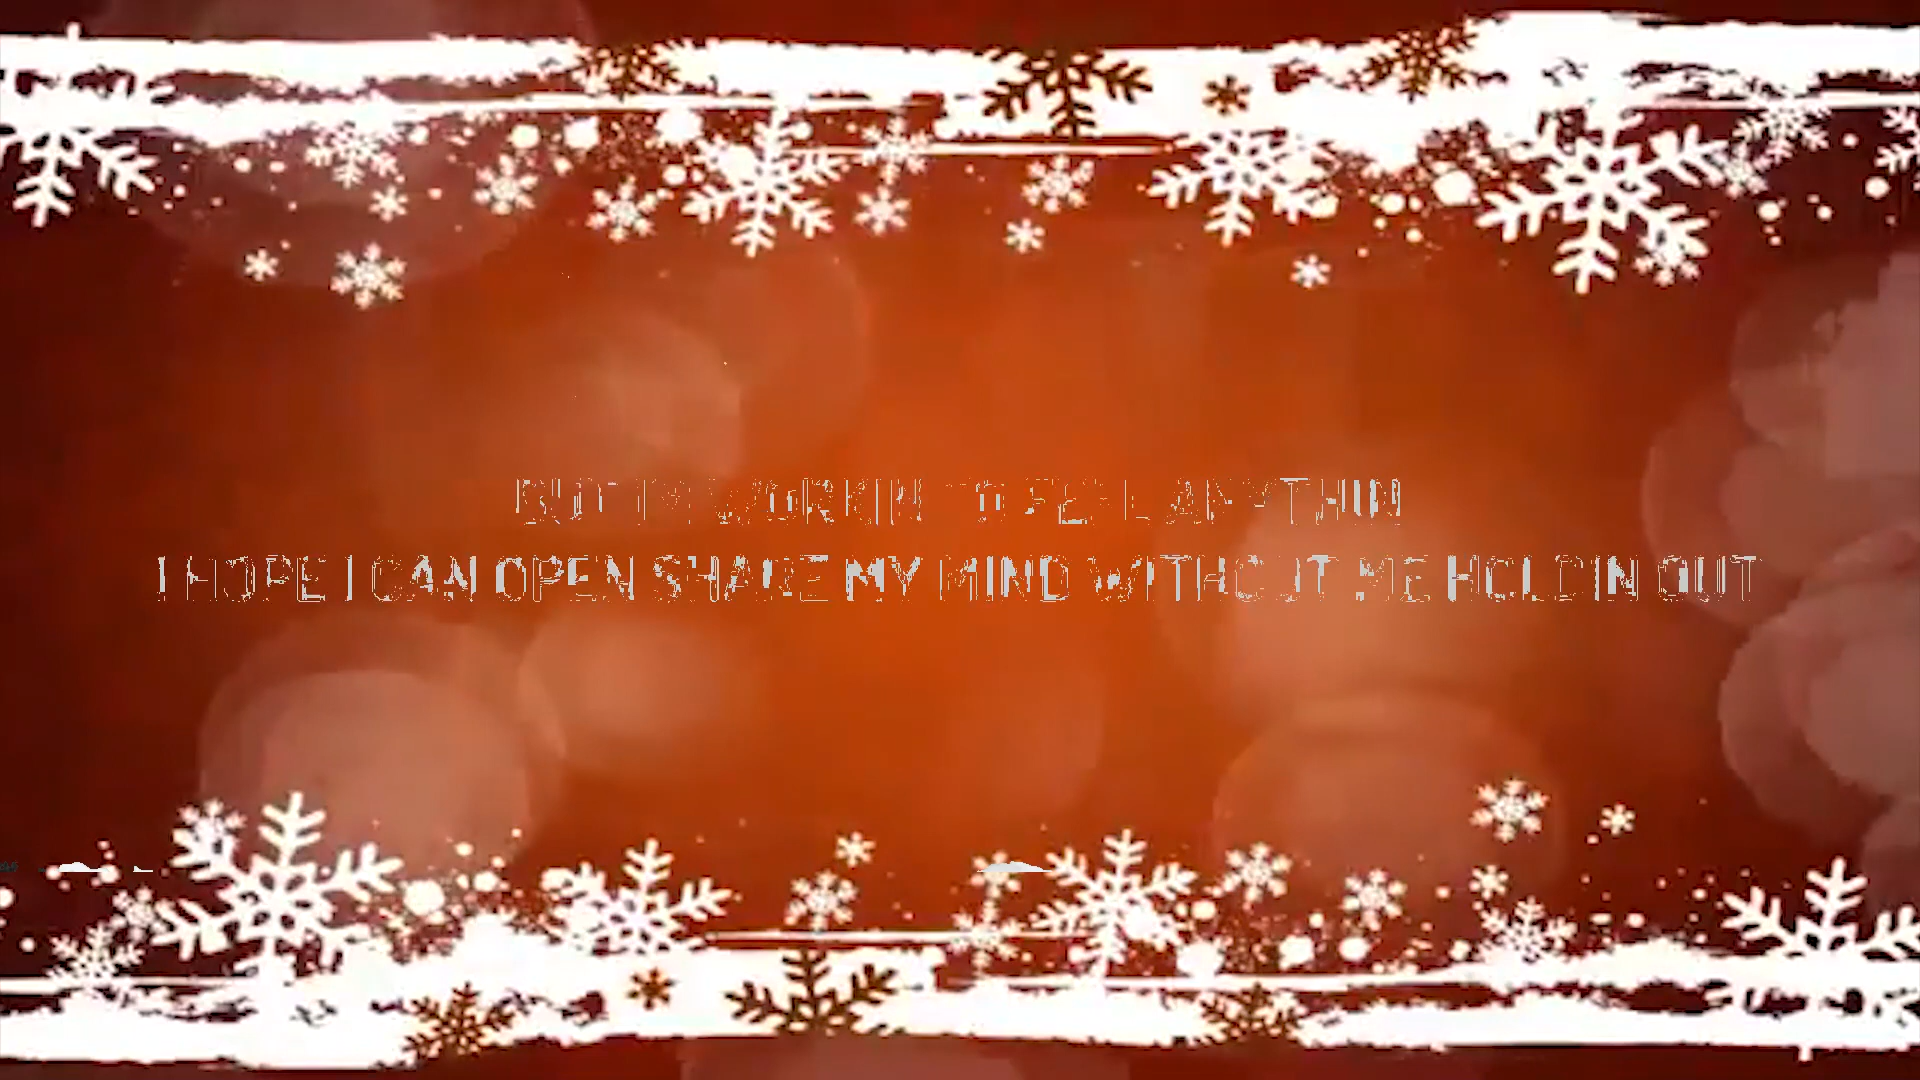 BUT I'M WORKIN TO FEEL ANYTHIN
I HOPE I CAN OPEN SHARE MY MIND WITHOUT ME HOLDIN OUT